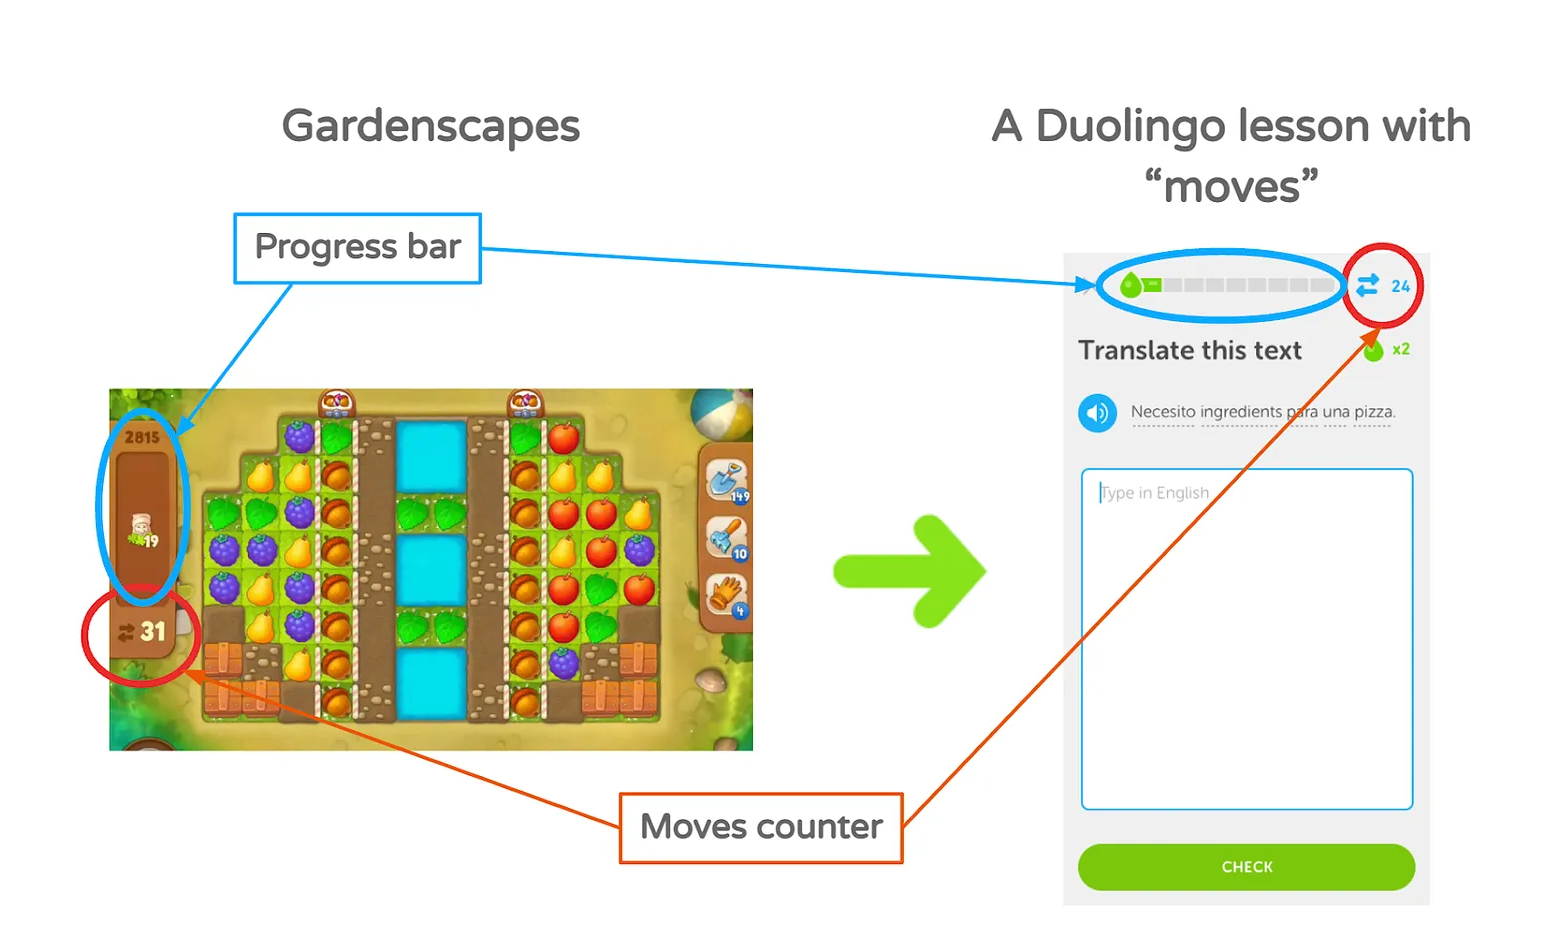 Gardenscapes
A Duolingo lesson with
“moves”
Progress bar
24
Translate this text
x2
Necesito ingredients para una pizza.
Type in English
2815
19
31
149
10
4
Moves counter
CHECK